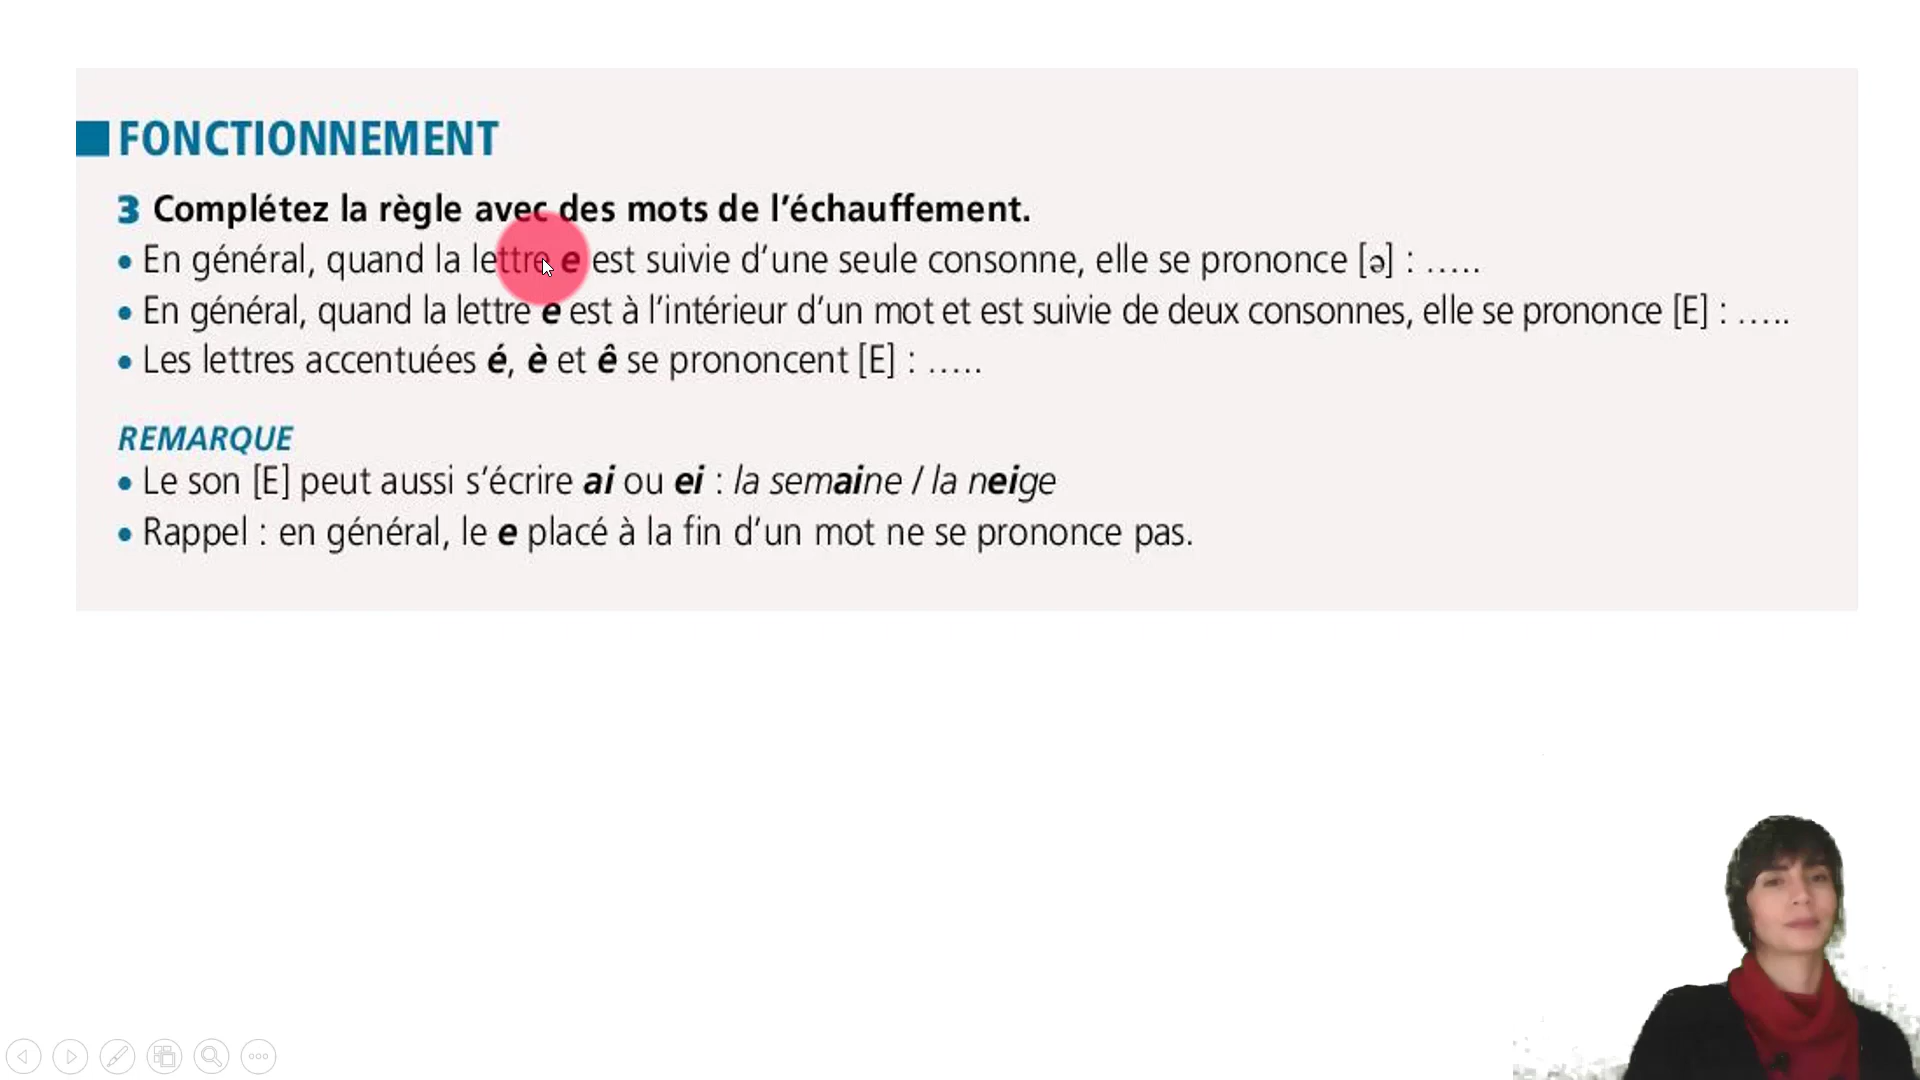 FONCTIONNEMENT
3 Complétez la règle avec des mots de l’échauffement.
• En général, quand la lettre e est suivie d’une seule consonne, elle se prononce [ə] : .....
• En général, quand la lettre e est à l’intérieur d’un mot et est suivie de deux consonnes, elle se prononce [E] : .....
• Les lettres accentuées é, è et ê se prononcent [E] : .....
REMARQUE
• Le son [E] peut aussi s’écrire ai ou ei : la semaine / la neige
• Rappel : en général, le e placé à la fin d’un mot ne se prononce pas.